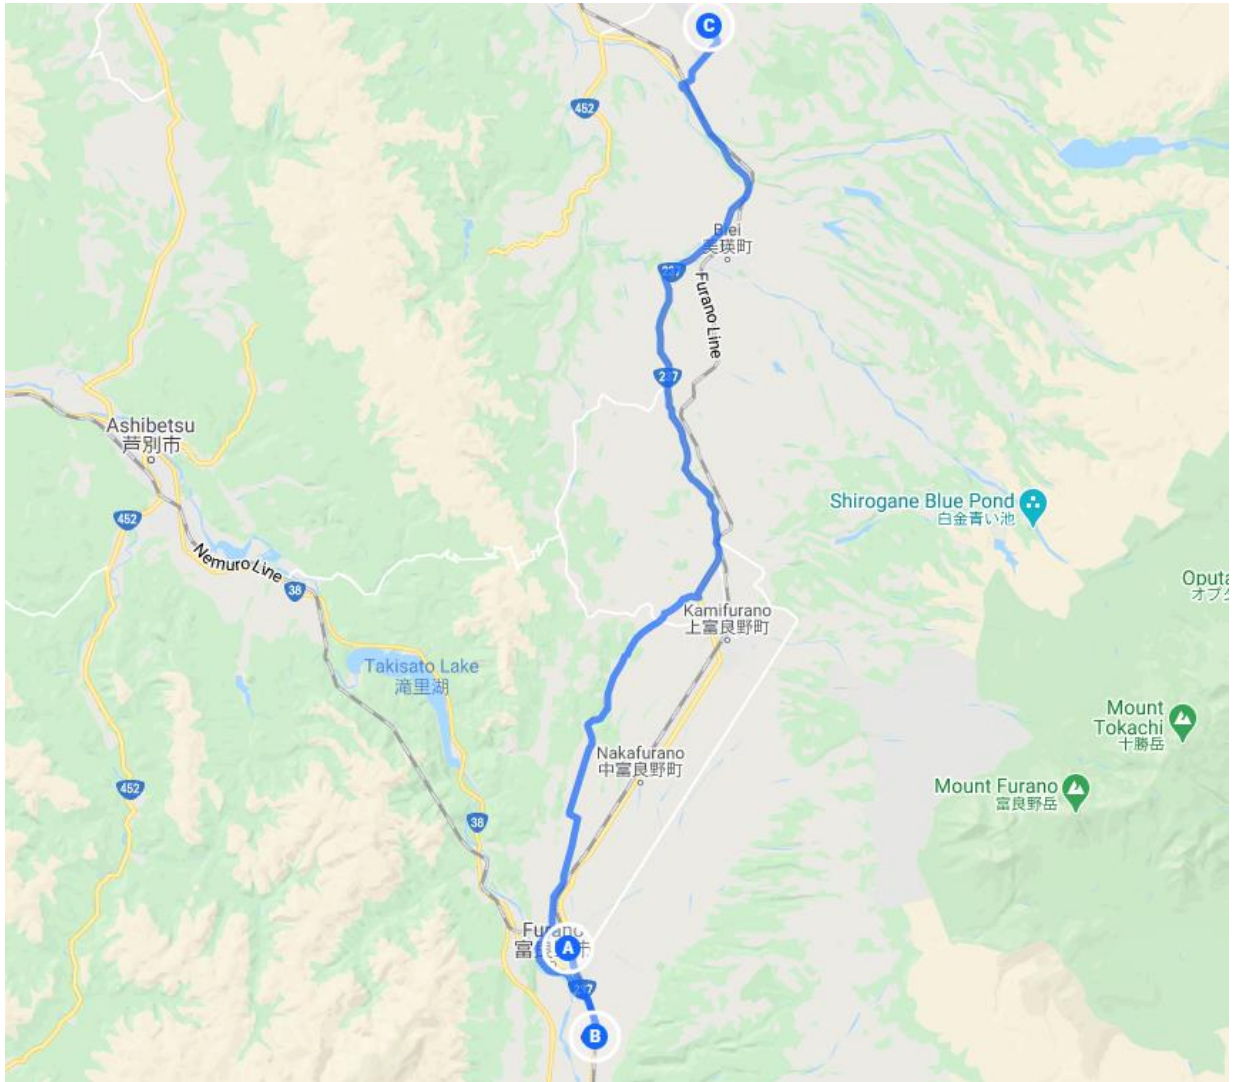 C
452
Biei
美瑛町
237
Furano Line
237
Ashibetsu
芦別市
452
Shirogane Blue Pond
白金青い池
Nemuro Line
38
Kamifurano
上富良野町
Takisato Lake
滝里湖
Mount
Tokachi
十勝岳
Nakafurano
中富良野町
452
Mount Furano
富良野岳
38
A
237
B